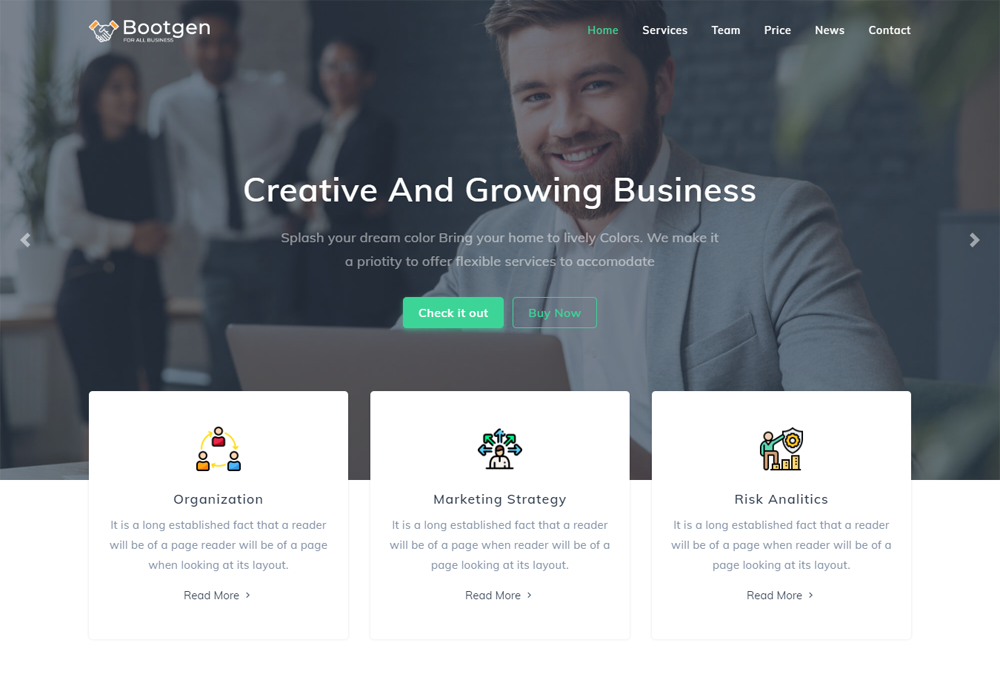 Bootgen
FOR ALL BUSINESS
Home Services Team Price News Contact
Creative And Growing Business
Splash your dream color Bring your home to lively Colors. We make it
a priotity to offer flexible services to accomodate
Check it out Buy Now
Organization
It is a long established fact that a reader
will be of a page reader will be of a page
when looking at its layout.
Read More
Marketing Strategy
It is a long established fact that a reader
will be of a page when reader will be of a
page looking at its layout.
Read More
Risk Analitics
It is a long established fact that a reader
will be of a page when reader will be of a
page looking at its layout.
Read More